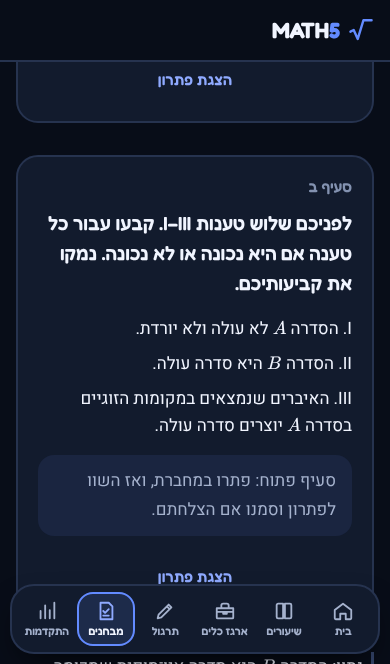 MATH5 √
הצגת פתרון
סעיף ב
לפניכם שלוש טענות I–III. קבעו עבור כל
טענה אם היא נכונה או לא נכונה. נמקו
את קביעותיכם.
I. הסדרה A לא עולה ולא יורדת.
II. הסדרה B היא סדרה עולה.
III. האיברים שנמצאים במקומות הזוגיים
בסדרה A יוצרים סדרה עולה.
סעיף פתוח: פתרו במחברת, ואז השוו
לפתרון וסמנו אם הצלחתם.
הצגת פתרון
בית שיעורים ארגז כלים תרגול מבחנים התקדמות